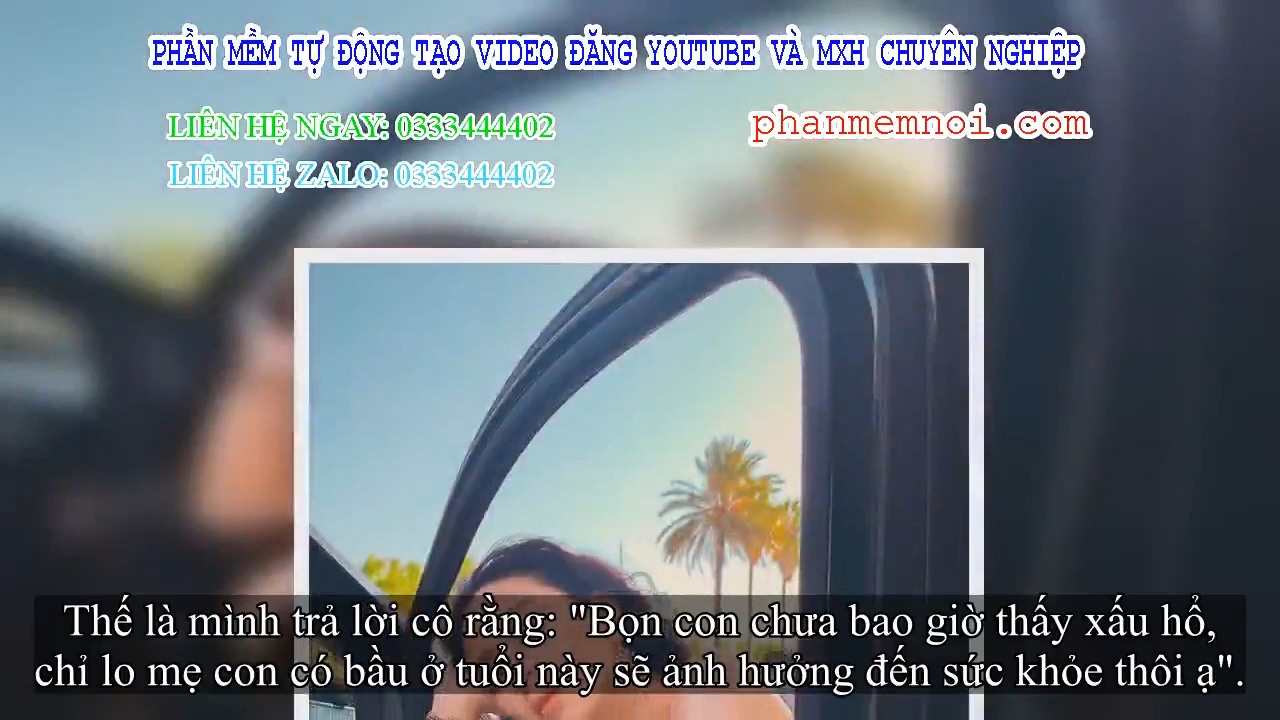 PHẦN MỀM TỰ ĐỘNG TẠO VIDEO ĐĂNG YOUTUBE VÀ MXH CHUYÊN NGHIỆP
LIÊN HỆ NGAY: 0333444402
phanmemnoi.com
LIÊN HỆ ZALO: 0333444402
Thế là mình trả lời cô rằng: "Bọn con chưa bao giờ thấy xấu hổ,
chỉ lo mẹ con có bầu ở tuổi này sẽ ảnh hưởng đến sức khỏe thôi ạ".